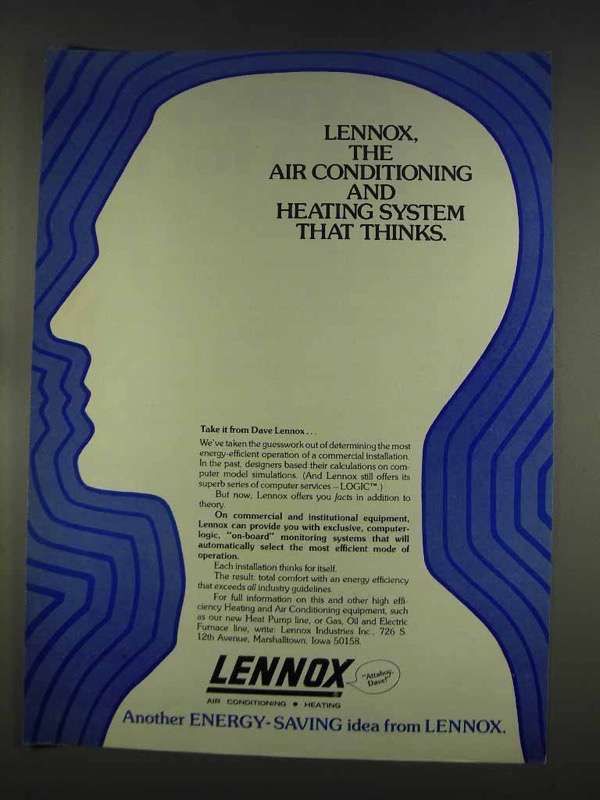 LENNOX,
THE
AIR CONDITIONING
AND
HEATING SYSTEM
THAT THINKS.
Take it from Dave Lennox . . .
We've taken the guesswork out of determining the most
energy-efficient operation of a commercial installation.
In the past, designers based their calculations on com-
puter model simulations. (And Lennox still offers its
superb series of computer services – LOGIC™.)
But now, Lennox offers you facts in addition to
theory.
On commercial and institutional equipment,
Lennox can provide you with exclusive, computer-
logic, "on-board" monitoring systems that will
automatically select the most efficient mode of
operation.
Each installation thinks for itself.
The result: total comfort with an energy efficiency
that exceeds all industry guidelines.
For full information on this and other high effi-
ciency Heating and Air Conditioning equipment, such
as our new Heat Pump line, or Gas, Oil and Electric
Furnace line, write: Lennox Industries Inc., 726 S.
12th Avenue, Marshalltown, Iowa 50158.
LENNOX
"Attaboy,
Dave!"
AIR CONDITIONING • HEATING
Another ENERGY-SAVING idea from LENNOX.